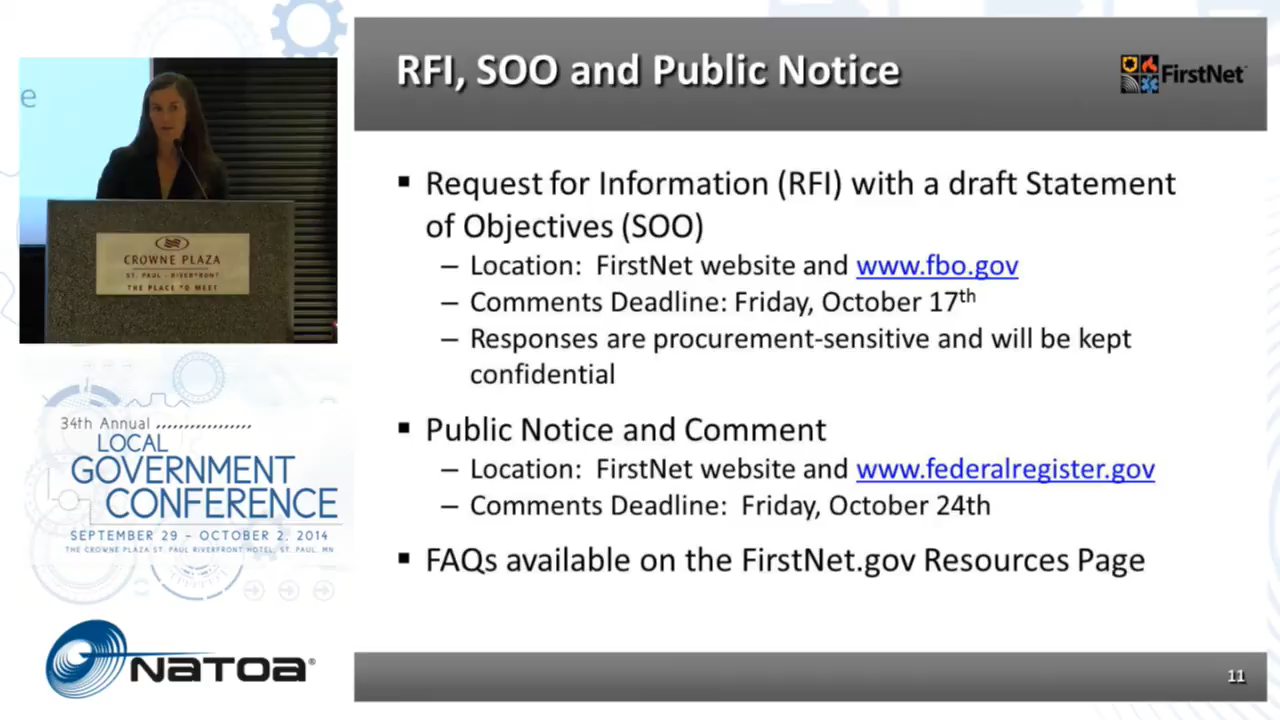 RFI, SOO and Public Notice
FirstNet
e
CROWNE PLAZA
ST. PAUL - RIVERFRONT
THE PLACE TO MEET
▪ Request for Information (RFI) with a draft Statement
of Objectives (SOO)
– Location: FirstNet website and www.fbo.gov
– Comments Deadline: Friday, October 17th
– Responses are procurement-sensitive and will be kept
confidential
▪ Public Notice and Comment
– Location: FirstNet website and www.federalregister.gov
– Comments Deadline: Friday, October 24th
▪ FAQs available on the FirstNet.gov Resources Page
34th Annual
LOCAL
GOVERNMENT
CONFERENCE
SEPTEMBER 29 - OCTOBER 2, 2014
THE CROWNE PLAZA ST. PAUL RIVERFRONT HOTEL, ST. PAUL, MN
NATOA®
11